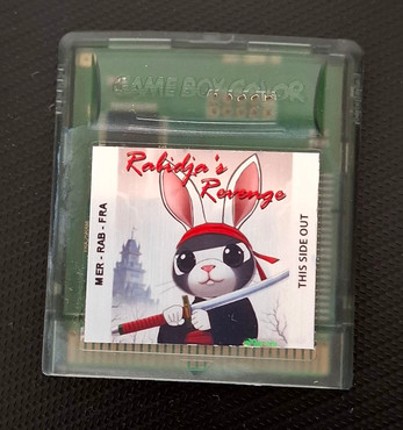 GAME BOY COLOR
Rabidja's
Revenge
MER - RAB - FRA
THIS SIDE OUT